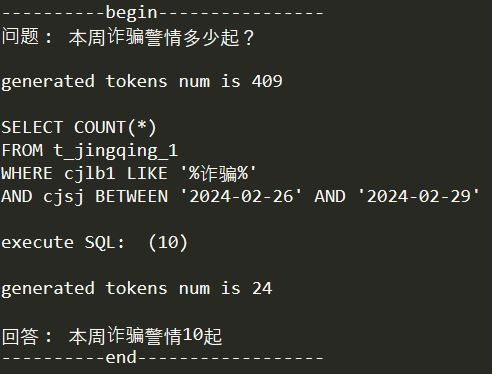 ----------begin----------------
问题： 本周诈骗警情多少起？
generated tokens num is 409
SELECT COUNT(*)
FROM t_jingqing_1
WHERE cjlb1 LIKE '%诈骗%'
AND cjsj BETWEEN '2024-02-26' AND '2024-02-29'
execute SQL:  (10)
generated tokens num is 24
回答： 本周诈骗警情10起
----------end------------------